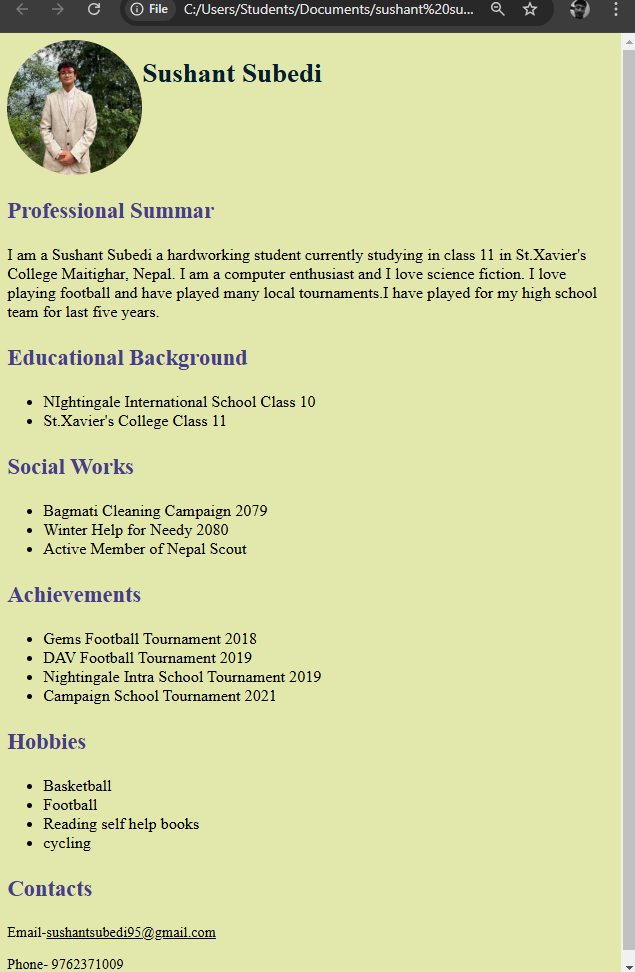 File C:/Users/Students/Documents/sushant%20su...
Sushant Subedi
Professional Summar
I am a Sushant Subedi a hardworking student currently studying in class 11 in St.Xavier's
College Maitighar, Nepal. I am a computer enthusiast and I love science fiction. I love
playing football and have played many local tournaments.I have played for my high school
team for last five years.
Educational Background
NIghtingale International School Class 10
St.Xavier's College Class 11
Social Works
Bagmati Cleaning Campaign 2079
Winter Help for Needy 2080
Active Member of Nepal Scout
Achievements
Gems Football Tournament 2018
DAV Football Tournament 2019
Nightingale Intra School Tournament 2019
Campaign School Tournament 2021
Hobbies
Basketball
Football
Reading self help books
cycling
Contacts
Email-sushantsubedi95@gmail.com
Phone- 9762371009